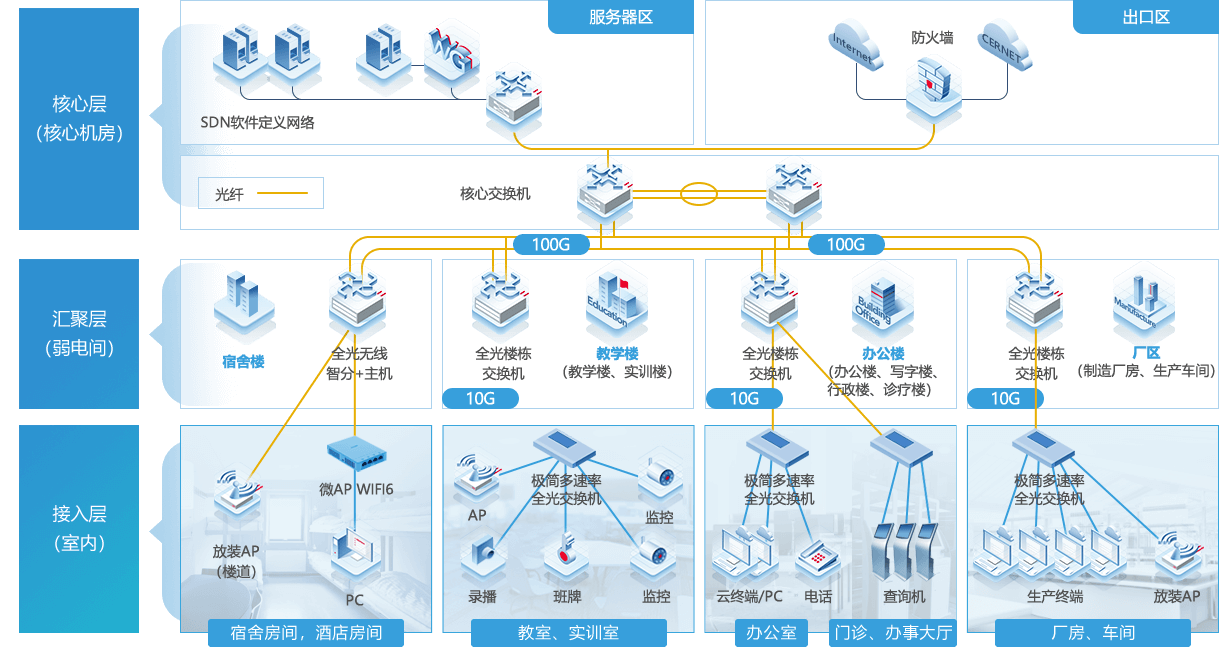 核心层
（核心机房）
服务器区
出口区
WG
Internet
防火墙
CERNET
SDN软件定义网络
光纤
核心交换机
100G
100G
汇聚层
（弱电间）
宿舍楼
全光无线
智分+主机
全光楼栋
交换机
10G
Education
教学楼
（教学楼、实训楼）
全光楼栋
交换机
10G
Building
Office
办公楼
（办公楼、写字楼、
行政楼、诊疗楼）
全光楼栋
交换机
10G
Manufacture
厂区
（制造厂房、生产车间）
接入层
（室内）
放装AP
（楼道）
微AP WIFI6
PC
宿舍房间，酒店房间
极简多速率
全光交换机
AP
监控
录播
班牌
监控
教室、实训室
极简多速率
全光交换机
云终端/PC
电话
查询机
办公室
门诊、办事大厅
极简多速率
全光交换机
生产终端
放装AP
厂房、车间